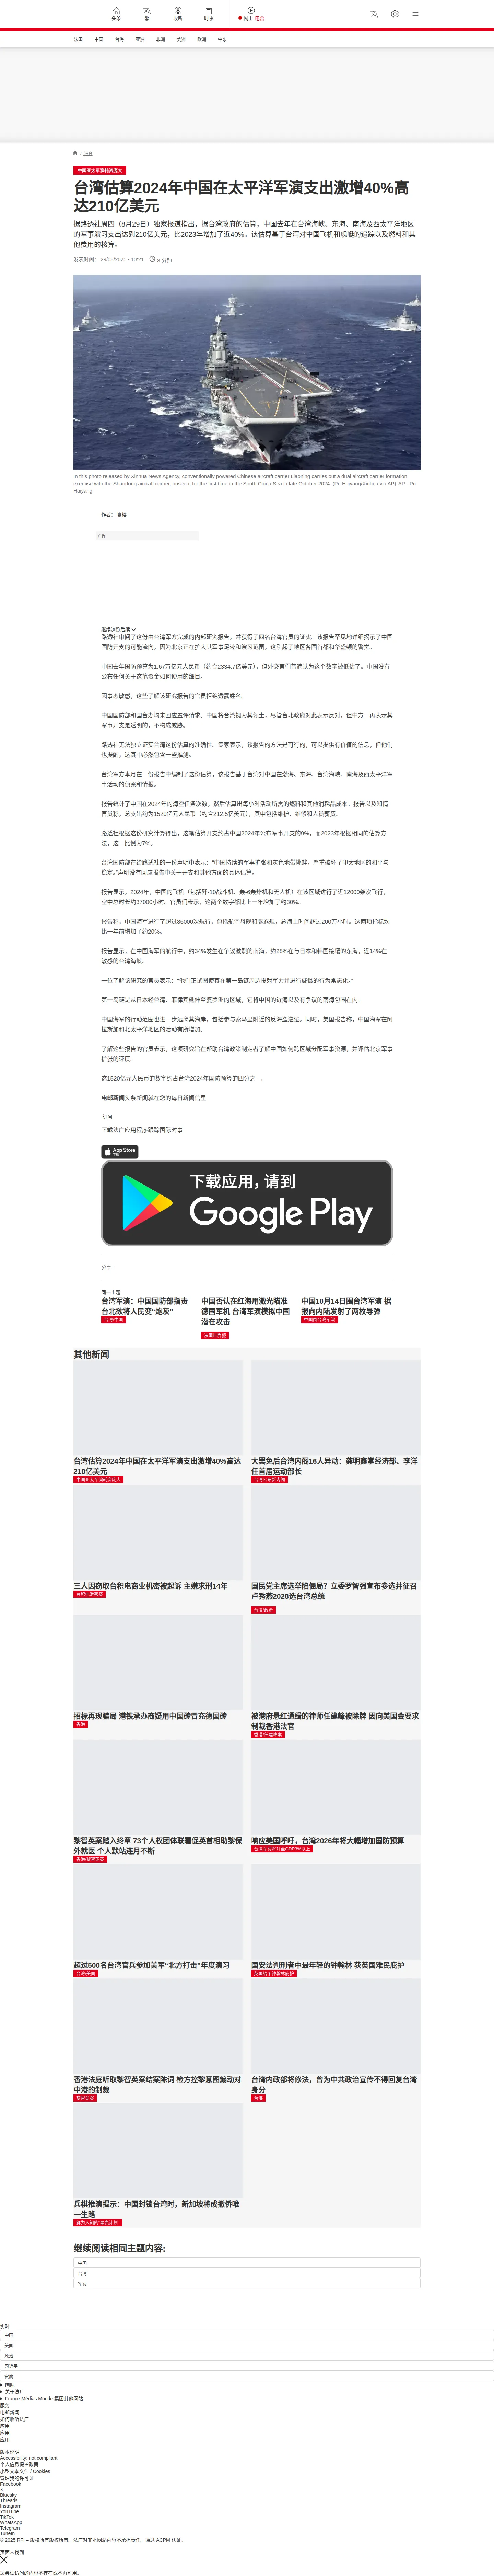 头条
繁
收听
时事
网上 电台
法国
中国
台海
亚洲
非洲
美洲
欧洲
中东
/ 港台
中国亚太军演耗资庞大
台湾估算2024年中国在太平洋军演支出激增40%高
达210亿美元
据路透社周四（8月29日）独家报道指出，据台湾政府的估算，中国去年在台湾海峡、东海、南海及西太平洋地区
的军事演习支出达到210亿美元，比2023年增加了近40%。该估算基于台湾对中国飞机和舰艇的追踪以及燃料和其
他费用的核算。
发表时间： 29/08/2025 - 10:21
6 分钟
In this photo released by Xinhua News Agency, conventionally powered Chinese aircraft carrier Liaoning carries out a dual aircraft carrier formation
exercise with the Shandong aircraft carrier, unseen, for the first time in the South China Sea in late October 2024. (Pu Haiyang/Xinhua via AP) AP - Pu
Haiyang
作者： 夏榕
广告
继续浏览后续
路透社审阅了这份由台湾军方完成的内部研究报告，并获得了四名台湾官员的证实。该报告罕见地详细揭示了中国
国防开支的可能流向，因为北京正在扩大其军事足迹和演习范围，这引起了地区各国首都和华盛顿的警觉。
中国去年国防预算为1.67万亿元人民币（约合2334.7亿美元），但外交官们普遍认为这个数字被低估了，中国没有
公布任何关于这笔资金如何使用的细目。
因事态敏感，这些了解该研究报告的官员拒绝透露姓名。
中国国防部和国台办均未回应置评请求。中国将台湾视为其领土，尽管台北政府对此表示反对，但中方一再表示其
军事开支是透明的，不构成威胁。
路透社无法独立证实台湾这份估算的准确性。专家表示，该报告的方法是可行的，可以提供有价值的信息，但他们
也提醒，这其中必然包含一些推测。
台湾军方本月在一份报告中编制了这份估算，该报告基于台湾对中国在渤海、东海、台湾海峡、南海及西太平洋军
事活动的侦察和情报。
报告统计了中国在2024年的海空任务次数，然后估算出每小时活动所需的燃料和其他消耗品成本。报告以及知情
官员称，总支出约为1520亿元人民币（约合212.5亿美元），其中包括维护、维修和人员薪资。
路透社根据这份研究计算得出，这笔估算开支约占中国2024年公布军事开支的9%，而2023年根据相同的估算方
法，这一比例为7%。
台湾国防部在给路透社的一份声明中表示：“中国持续的军事扩张和灰色地带挑衅，严重破坏了印太地区的和平与
稳定。”声明没有回应报告中关于开支和其他方面的具体估算。
报告显示，2024年，中国的飞机（包括歼-10战斗机、轰-6轰炸机和无人机）在该区域进行了近12000架次飞行，
空中总时长约37000小时。官员们表示，这两个数字都比上一年增加了约30%。
报告称，中国海军进行了超过86000次航行，包括航空母舰和驱逐舰，总海上时间超过200万小时。这两项指标均
比一年前增加了约20%。
报告显示，在中国海军的航行中，约34%发生在争议激烈的南海，约28%在与日本和韩国接壤的东海，近14%在
敏感的台湾海峡。
一位了解该研究的官员表示：“他们正试图使其在第一岛链周边投射军力并进行威慑的行为常态化。”
第一岛链是从日本经台湾、菲律宾延伸至婆罗洲的区域，它将中国的近海以及有争议的南海包围在内。
中国海军的行动范围也进一步远离其海岸，包括参与索马里附近的反海盗巡逻。同时，美国报告称，中国海军在阿
拉斯加和北太平洋地区的活动有所增加。
了解这些报告的官员表示，这项研究旨在帮助台湾政策制定者了解中国如何跨区域分配军事资源，并评估北京军事
扩张的速度。
这1520亿元人民币的数字约占台湾2024年国防预算的四分之一。
电邮新闻头条新闻就在您的每日新闻信里
订阅
下载法广应用程序跟踪国际时事
App Store
下载
下载应用，请到
Google Play
分享 :
同一主题
台湾军演：中国国防部指责
台北欲将人民变“炮灰”
台湾/中国
中国否认在红海用激光瞄准
德国军机 台湾军演模拟中国
潜在攻击
法国世界报
中国10月14日围台湾军演 据
报向内陆发射了两枚导弹
中国围台湾军演
其他新闻
台湾估算2024年中国在太平洋军演支出激增40%高达
210亿美元
中国亚太军演耗资庞大
大罢免后台湾内阁16人异动：龚明鑫掌经济部、李洋
任首届运动部长
台湾公布新内阁
三人因窃取台积电商业机密被起诉 主嫌求刑14年
台积电洩密案
国民党主席选举陷僵局？立委罗智强宣布参选并征召
卢秀燕2028选台湾总统
台湾/政治
招标再现骗局 港铁承办商疑用中国砖冒充德国砖
香港
被港府悬红通缉的律师任建峰被除牌 因向美国会要求
制裁香港法官
香港/任建峰案
黎智英案踏入终章 73个人权团体联署促英首相助黎保
外就医 个人默站连月不断
香港/黎智英案
响应美国呼吁，台湾2026年将大幅增加国防预算
台湾军费将升至GDP3%以上
超过500名台湾官兵参加美军“北方打击”年度演习
台湾/美国
国安法判刑者中最年轻的钟翰林 获英国难民庇护
英国给予钟翰林庇护
香港法庭听取黎智英案结案陈词 检方控黎意图煽动对
中港的制裁
黎智英案
台湾内政部将修法，曾为中共政治宣传不得回复台湾
身分
台海
兵棋推演揭示：中国封锁台湾时，新加坡将成撤侨唯
一生路
鲜为人知的“星光计划”
继续阅读相同主题内容:
中国
台湾
军费
实时
中国
美国
政治
习近平
贪腐
国际
关于法广
France Médias Monde 集团其他网站
服务
电邮新闻
如何收听法广
应用
应用
应用
版本说明
Accessibility: not compliant
个人信息保护政策
小型文本文件 / Cookies
管理我的许可证
Facebook
X
Bluesky
Threads
Instagram
YouTube
TikTok
WhatsApp
Telegram
TuneIn
© 2025 RFI – 版权所有版权所有。法广对非本网站内容不承担责任。通过 ACPM 认证。
页面未找到
您尝试访问的内容不存在或不再可用。